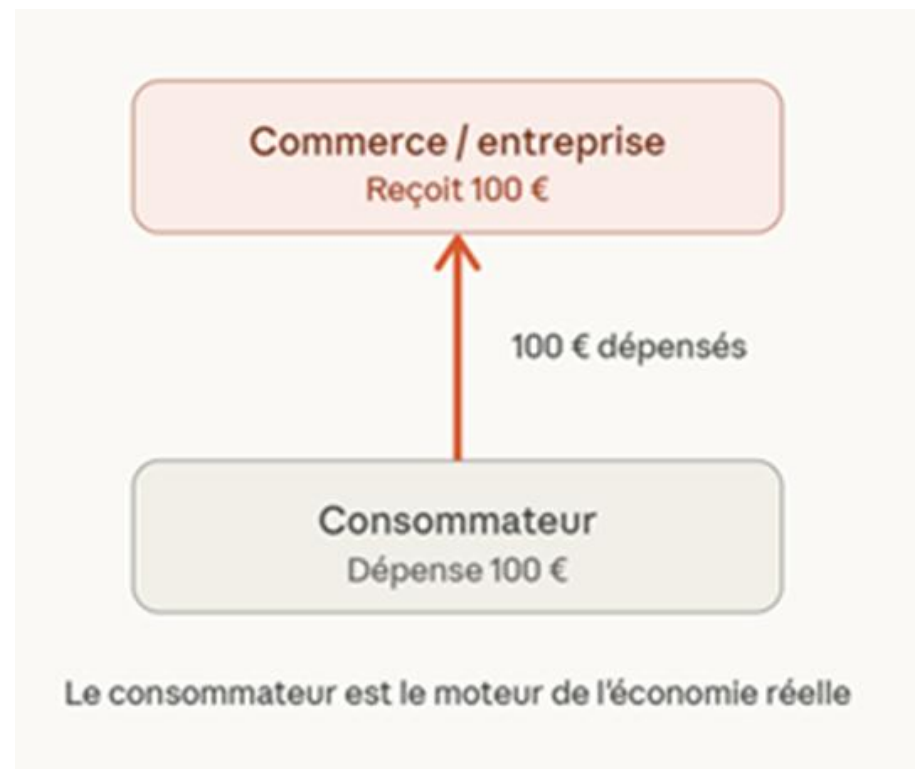 Commerce / entreprise
Reçoit 100 €
100 € dépensés
Consommateur
Dépense 100 €
Le consommateur est le moteur de l'économie réelle